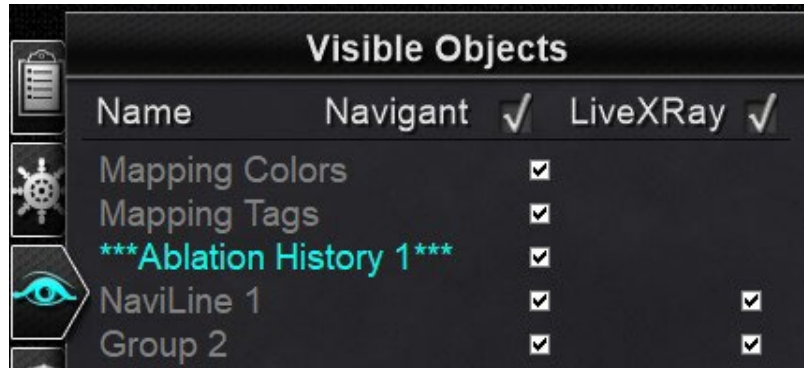 Visible Objects
Name Navigant LiveXRay
Mapping Colors
Mapping Tags
***Ablation History 1***
NaviLine 1
Group 2